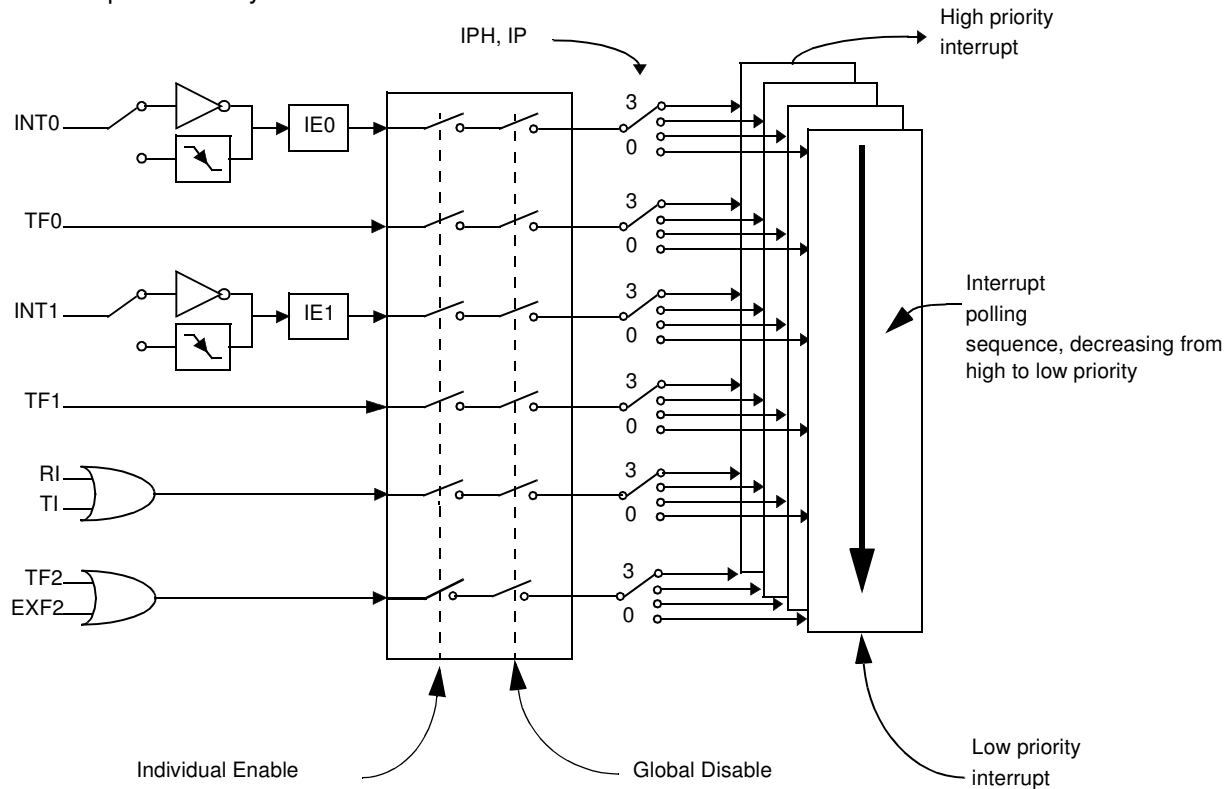 High priority
interrupt
IPH, IP
INT0
IE0
3
0
TF0
3
0
INT1
IE1
3
0
Interrupt
polling
sequence, decreasing from
high to low priority
TF1
3
0
RI
TI
3
0
TF2
EXF2
3
0
Individual Enable
Global Disable
Low priority
interrupt